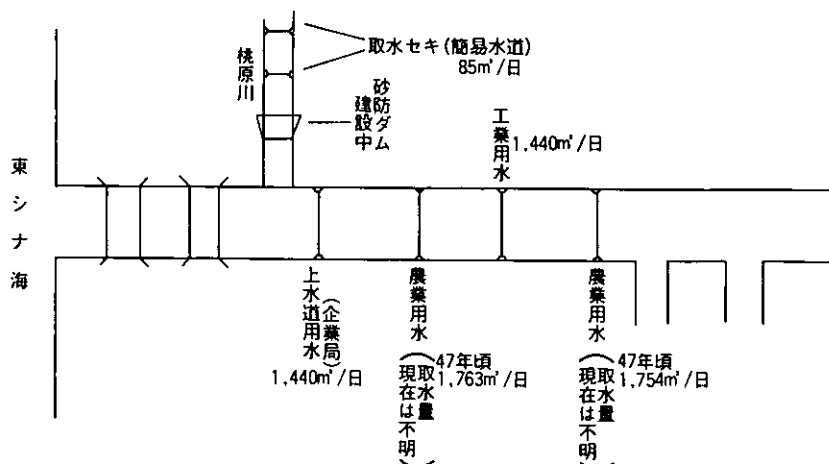 取水セキ(簡易水道)
85㎥/日
桃原川
砂防ダム
建設中
工業用水
1,440㎥/日
東シナ海
上水道用水
(企業局)
1,440㎥/日
農業用水
47年頃
1,763㎥/日
(取水量
現在は不明)
農業用水
47年頃
1,754㎥/日
(取水量
現在は不明)